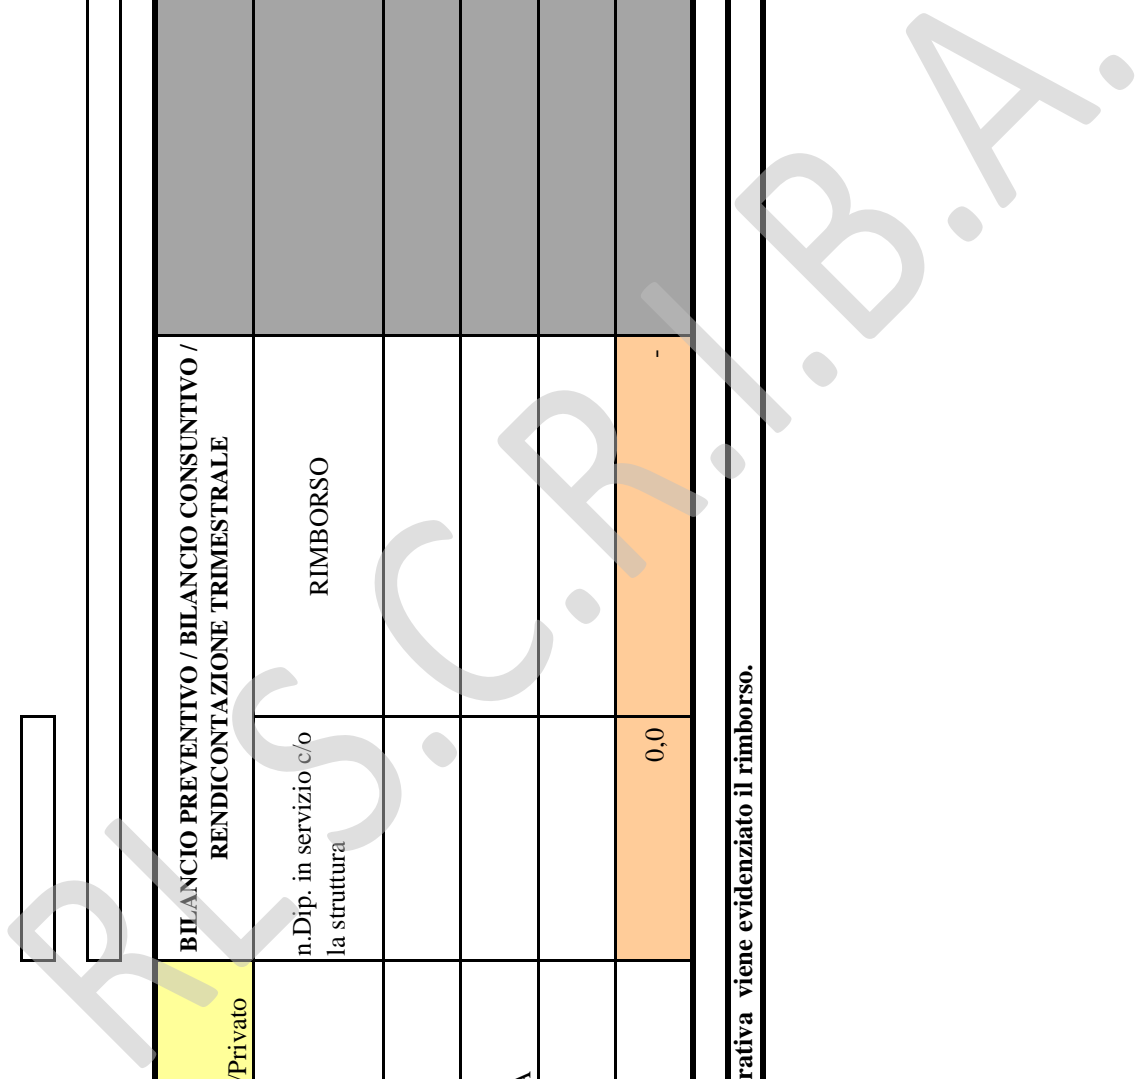 /Privato
BILANCIO PREVENTIVO / BILANCIO CONSUNTIVO /
RENDICONTAZIONE TRIMESTRALE
n.Dip. in servizio c/o
la struttura
RIMBORSO
A
0,0
-
rativa viene evidenziato il rimborso.
RLS.C.R.I.B.A.